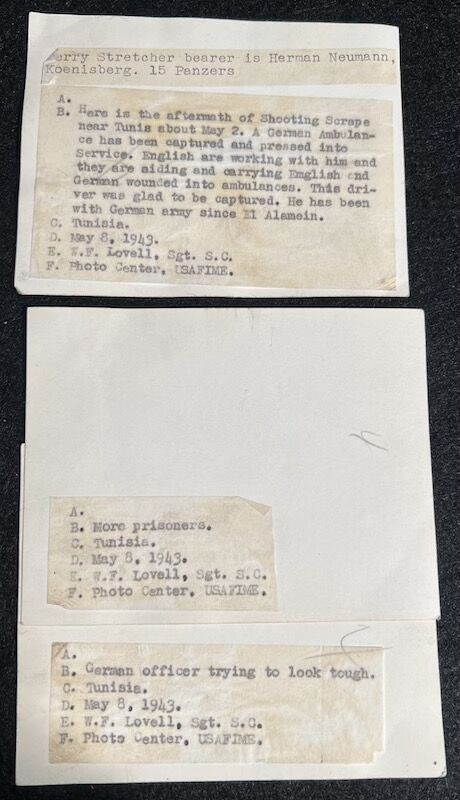 Jerry Stretcher bearer is Herman Neumann,
Koenisberg. 15 Panzers
A.
B. Here is the aftermath of Shooting Scrape
near Tunis about May 2. A German Ambulan-
ce has been captured and pressed into
Service. English are working with him and
they are aiding and carrying Emglish and
German wounded into ambulances. This dri-
ver was glad to be captured. He has been
with German army since El Alamein.
C. Tunisia.
D. May 8, 1943.
E. W.F. Lovell, Sgt. S.C.
F. Photo Center, USAFIME.
A.
B. More prisoners.
C. Tunisia.
D. May 8, 1943.
E. W.F. Lovell, Sgt. S.C.
F. Photo Center, USAFIME.
A.
B. German officer trying to look tough.
C. Tunisia.
D. May 8, 1943.
E. W.F. Lovell, Sgt. S.C.
F. Photo Center, USAFIME.